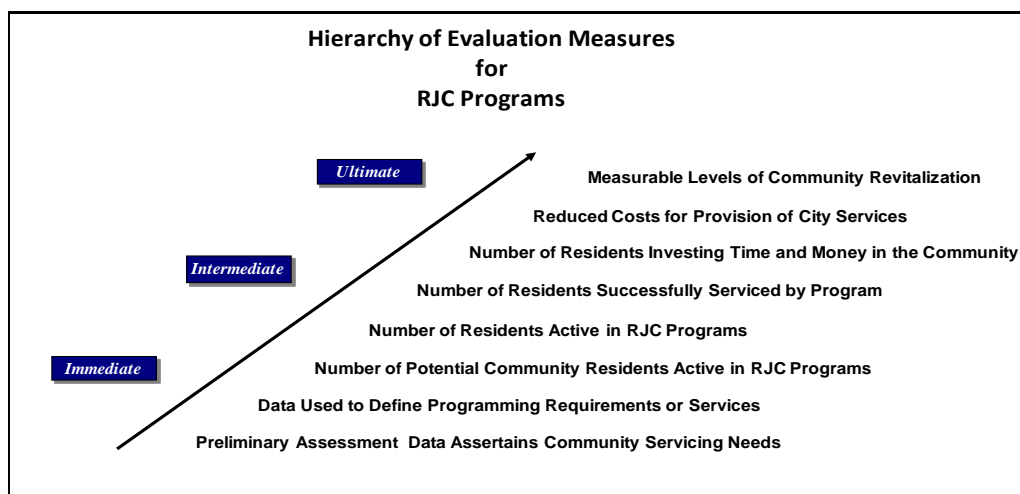 Hierarchy of Evaluation Measures
for
RJC Programs
Ultimate
Measurable Levels of Community Revitalization
Reduced Costs for Provision of City Services
Number of Residents Investing Time and Money in the Community
Intermediate
Number of Residents Successfully Serviced by Program
Number of Residents Active in RJC Programs
Immediate
Number of Potential Community Residents Active in RJC Programs
Data Used to Define Programming Requirements or Services
Preliminary Assessment Data Assertains Community Servicing Needs